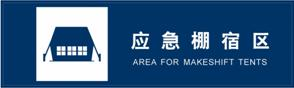 应急棚宿区
AREA FOR MAKESHIFT TENTS